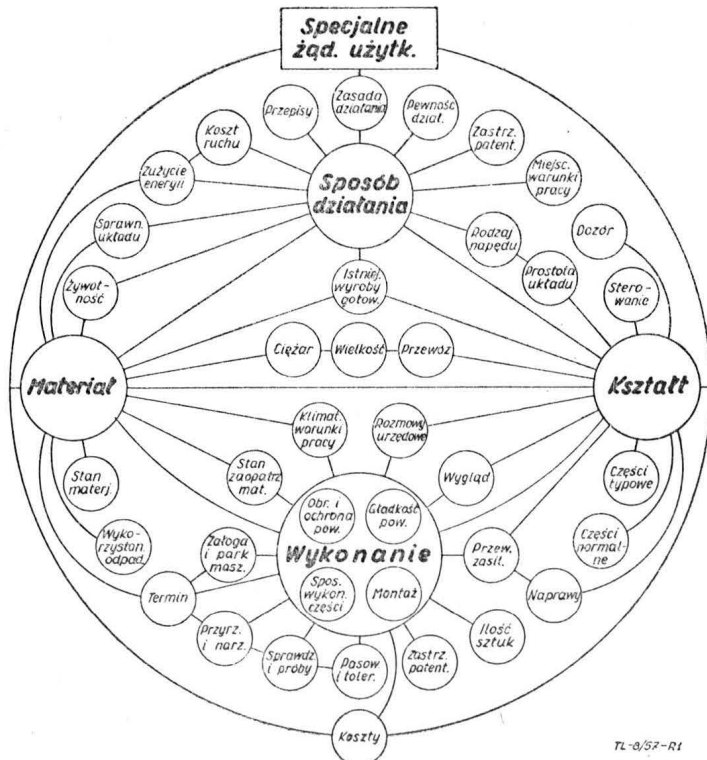 Specjalne
żąd. użytk.
Przepisy
Zasada
działania
Pewność
dział.
Koszt
ruchu
Zastrz.
patent.
Zużycie
energii
Miejsc.
warunki
pracy
Sposób
działania
Sprawn.
układu
Rodzaj
napędu
Dozór
Żywot-
ność
Istniej.
wyroby
gotow.
Prostota
układu
Stero-
wanie
Ciężar
Wielkość
Przewóz
Materiał
Kształt
Klimat.
warunki
pracy
Rozmowy
urzędowe
Stan
materj.
Stan
zaopatrz
mat.
Wygląd
Części
typowe
Obr. i
ochrona
pow.
Gładkość
pow.
Wyko-
rzystan.
odpad.
Załoga
i park
masz.
Wykonanie
Przew.
zasił.
Części
normal-
ne
Termin
Spos.
wykon.
części
Montaż
Naprawy
Przyrz.
i narz.
Ilość
sztuk
Sprawdz
i próby
Pasow.
i toler.
Zastrz.
patent.
Koszty
TL-8/57-R1